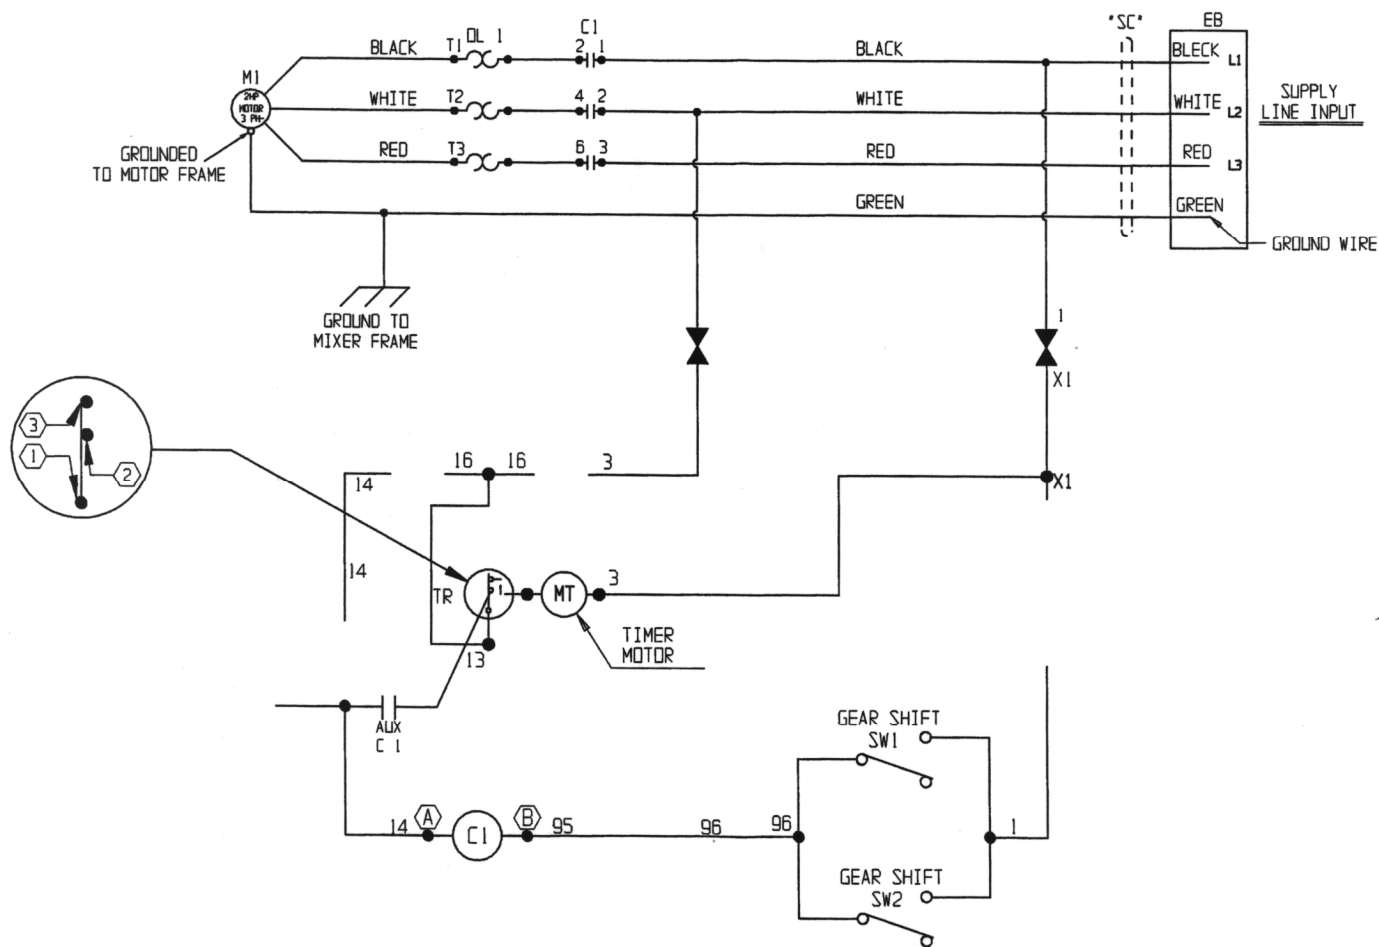 "SC"
EB
OL 1
C1
BLACK
T1
2
1
BLACK
BLECK
L1
M1
2HP
MOTOR
3 PH~
WHITE
T2
4
2
WHITE
WHITE
L2
SUPPLY
LINE INPUT
RED
T3
6
3
RED
RED
L3
GROUNDED
TO MOTOR FRAME
GREEN
GREEN
GROUND WIRE
GROUND TO
MIXER FRAME
1
X1
3
1
2
14
16
16
3
X1
14
TR
1
MT
3
13
TIMER
MOTOR
AUX
C 1
GEAR SHIFT
SW1
14
A
C1
B
95
96
96
1
GEAR SHIFT
SW2